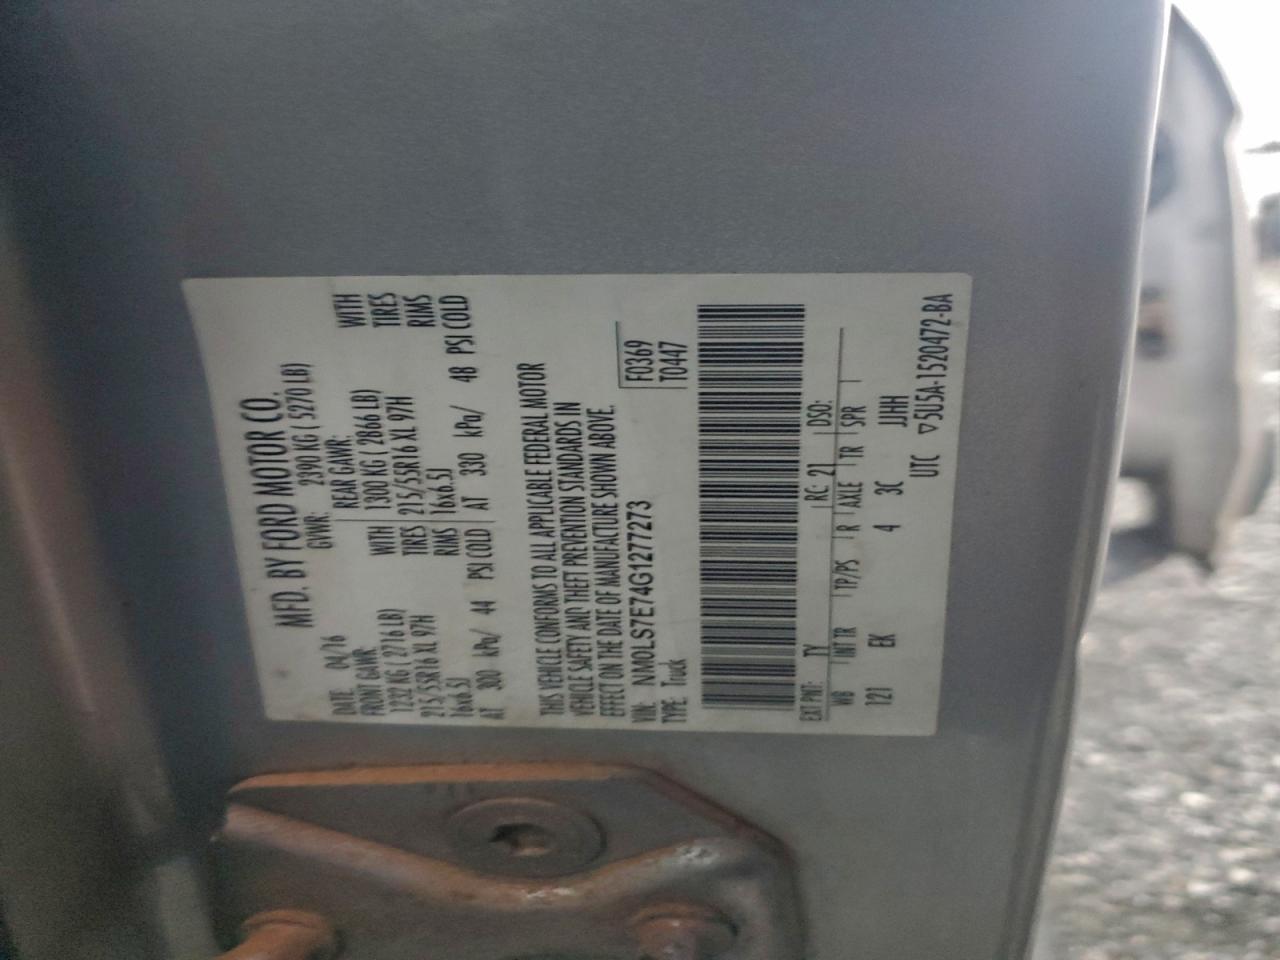 MFD. BY FORD MOTOR CO.
DATE: 04/16 GVWR: 2390 KG ( 5270 LB)
FRONT GAWR: REAR GAWR:
1232 KG ( 2716 LB) WITH 1300 KG ( 2866 LB) WITH
215/55R16 XL 97H TIRES 215/55R16 XL 97H TIRES
16x6.5J RIMS 16x6.5J RIMS
AT 300 kPa/ 44 PSI COLD AT 330 kPa/ 48 PSI COLD
THIS VEHICLE CONFORMS TO ALL APPLICABLE FEDERAL MOTOR
VEHICLE SAFETY AND THEFT PREVENTION STANDARDS IN
EFFECT ON THE DATE OF MANUFACTURE SHOWN ABOVE.
VIN: NM0LS7E74G1277273 F0369
TYPE: Truck T0447
EXT PNT: TY RC: 21 DSO:
WB INT TR TP/PS R AXLE TR SPR
121 EK 4 3C JJHH
UTC ▽5U5A-1520472-BA